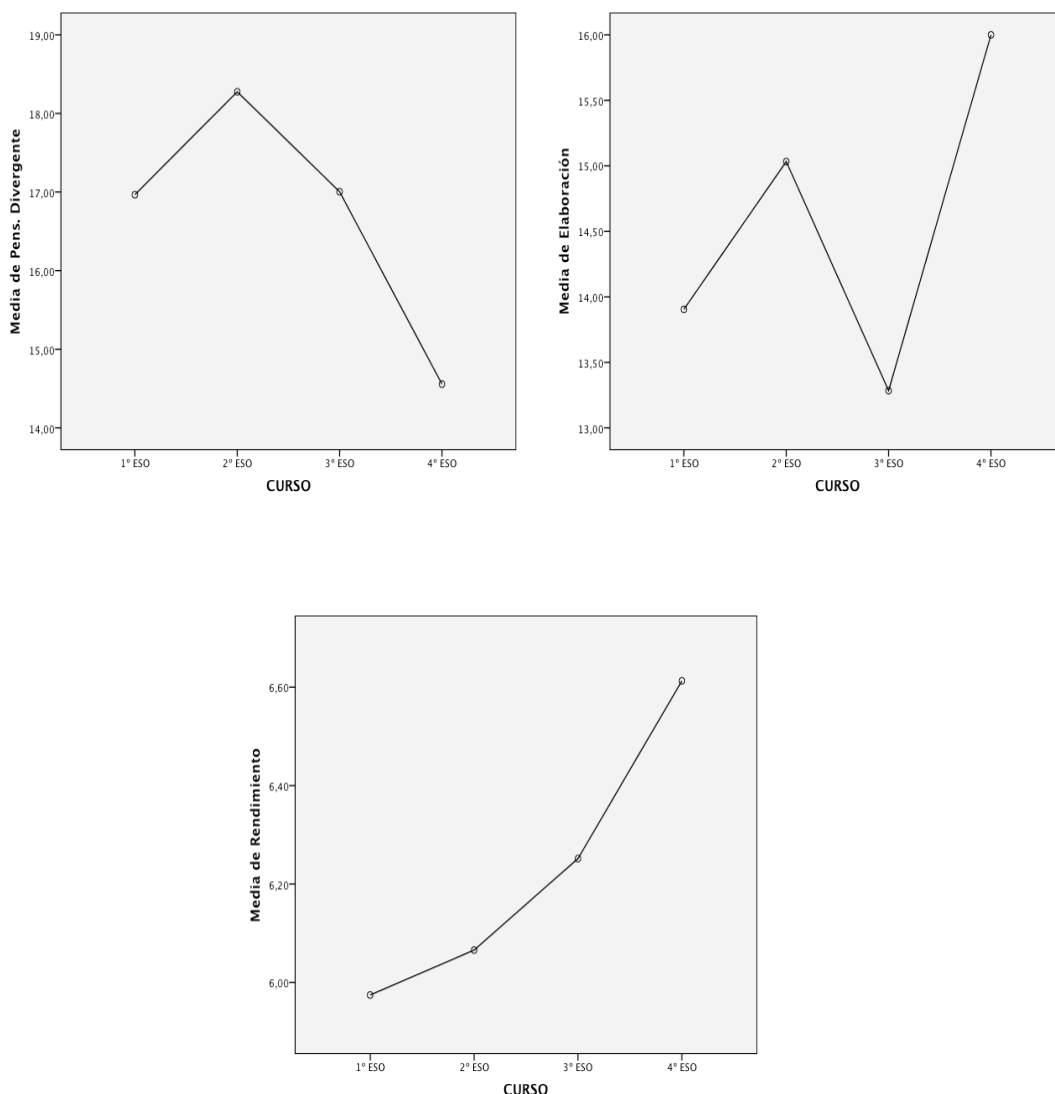 Media de Pens. Divergente
19,00
18,00
17,00
16,00
15,00
14,00
1º ESO 2º ESO 3º ESO 4º ESO
CURSO
Media de Elaboración
16,00
15,50
15,00
14,50
14,00
13,50
13,00
1º ESO 2º ESO 3º ESO 4º ESO
CURSO
Media de Rendimiento
6,60
6,40
6,20
6,00
1º ESO 2º ESO 3º ESO 4º ESO
CURSO